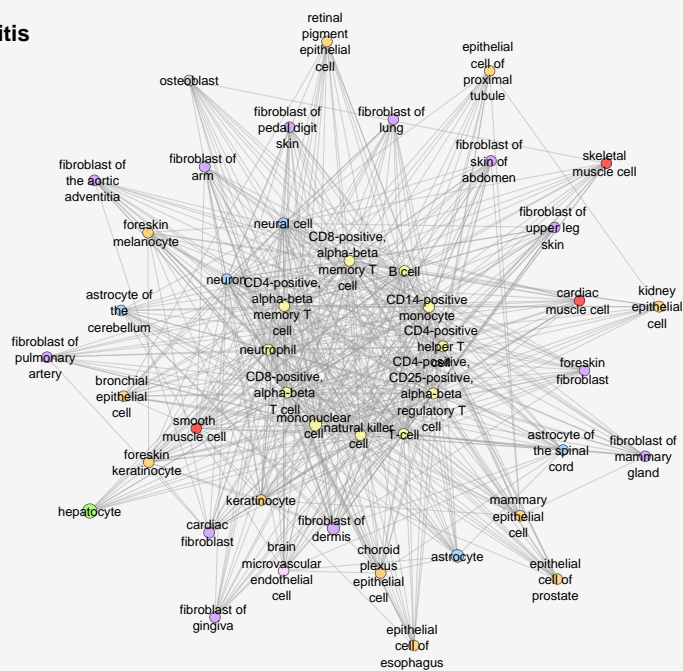 itis
retinal
pigment
epithelial
cell
epithelial
cell of
proximal
tubule
osteoblast
fibroblast of
pedal digit
skin
fibroblast of
lung
fibroblast of
skin of
abdomen
skeletal
muscle cell
fibroblast of
arm
fibroblast of
the aortic
adventitia
fibroblast of
upper leg
skin
foreskin
melanocyte
neural cell
CD8-positive,
alpha-beta
memory T
cell
B cell
neuron
CD4-positive,
alpha-beta
memory T
cell
CD14-positive
monocyte
cardiac
muscle cell
kidney
epithelial
cell
astrocyte of
the
cerebellum
CD4-positive
helper T
cell
fibroblast of
pulmonary
artery
neutrophil
CD4-positive,
CD25-positive,
alpha-beta
regulatory T
cell
foreskin
fibroblast
bronchial
epithelial
cell
CD8-positive,
alpha-beta
T cell
smooth
muscle cell
mononuclear
cell
natural killer
cell
T-cell
astrocyte of
the spinal
cord
fibroblast of
mammary
gland
foreskin
keratinocyte
hepatocyte
keratinocyte
mammary
epithelial
cell
cardiac
fibroblast
fibroblast of
dermis
brain
microvascular
endothelial
cell
choroid
plexus
epithelial
cell
astrocyte
epithelial
cell of
prostate
fibroblast of
gingiva
epithelial
cell of
esophagus